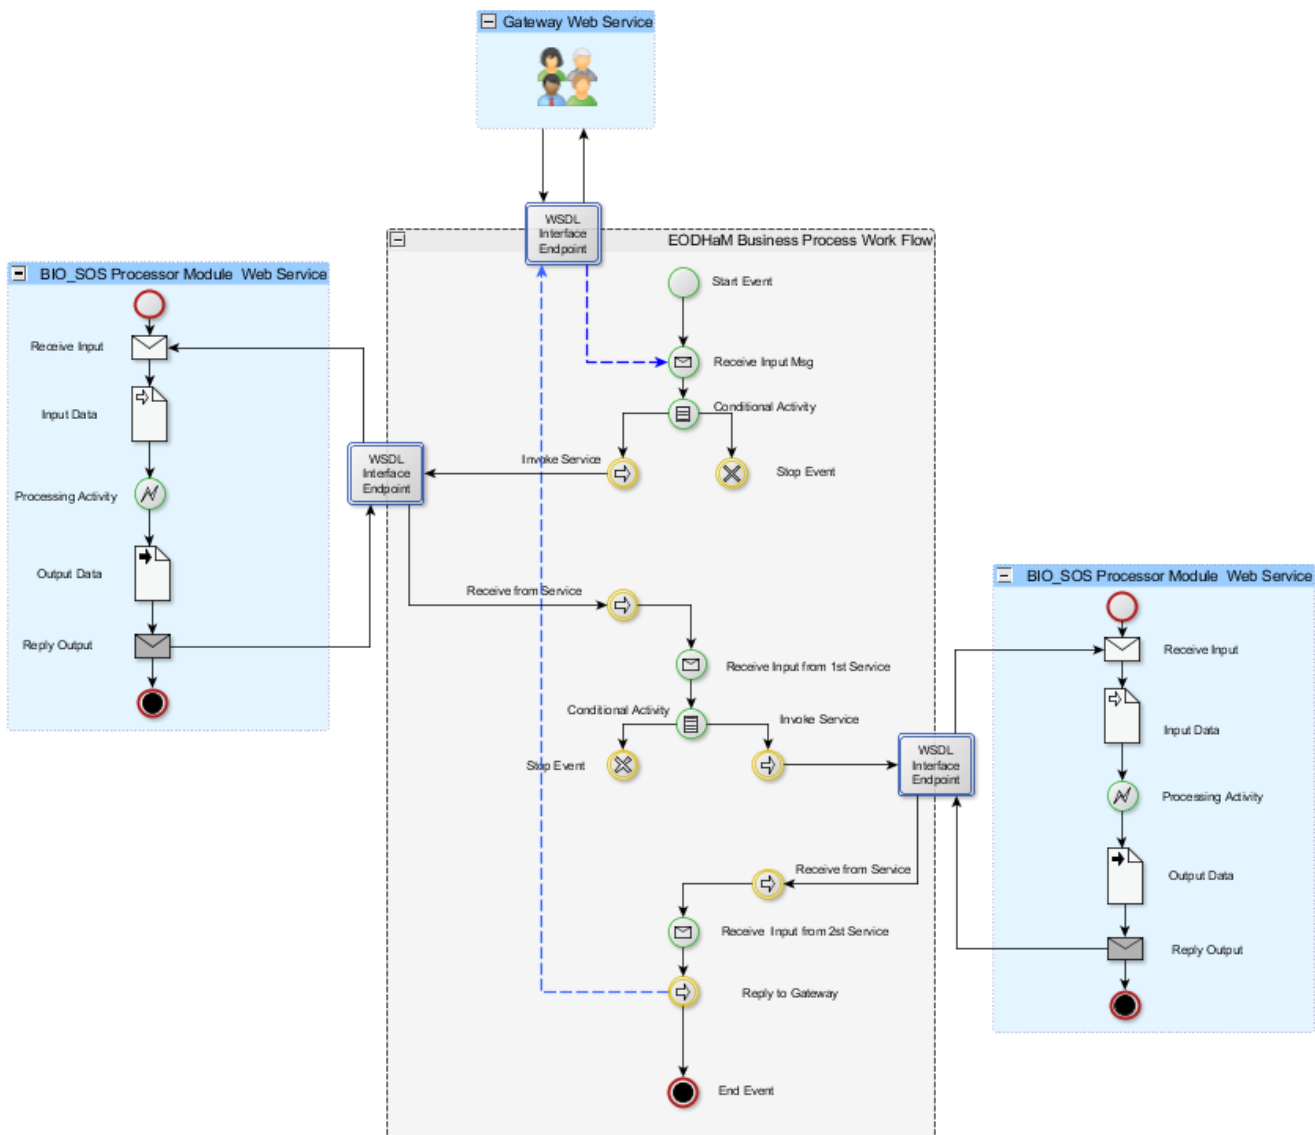 Gateway Web Service
WSDL
Interface
Endpoint
EODHaM Business Process Work Flow
Start Event
Receive Input Msg
Conditional Activity
Invoke Service
Stop Event
BIO_SOS Processor Module Web Service
Receive Input
Input Data
Processing Activity
Output Data
Reply Output
WSDL
Interface
Endpoint
Receive from Service
Receive Input from 1st Service
Conditional Activity
Invoke Service
Stop Event
WSDL
Interface
Endpoint
Receive from Service
Receive Input from 2st Service
Reply to Gateway
End Event
BIO_SOS Processor Module Web Service
Receive Input
Input Data
Processing Activity
Output Data
Reply Output